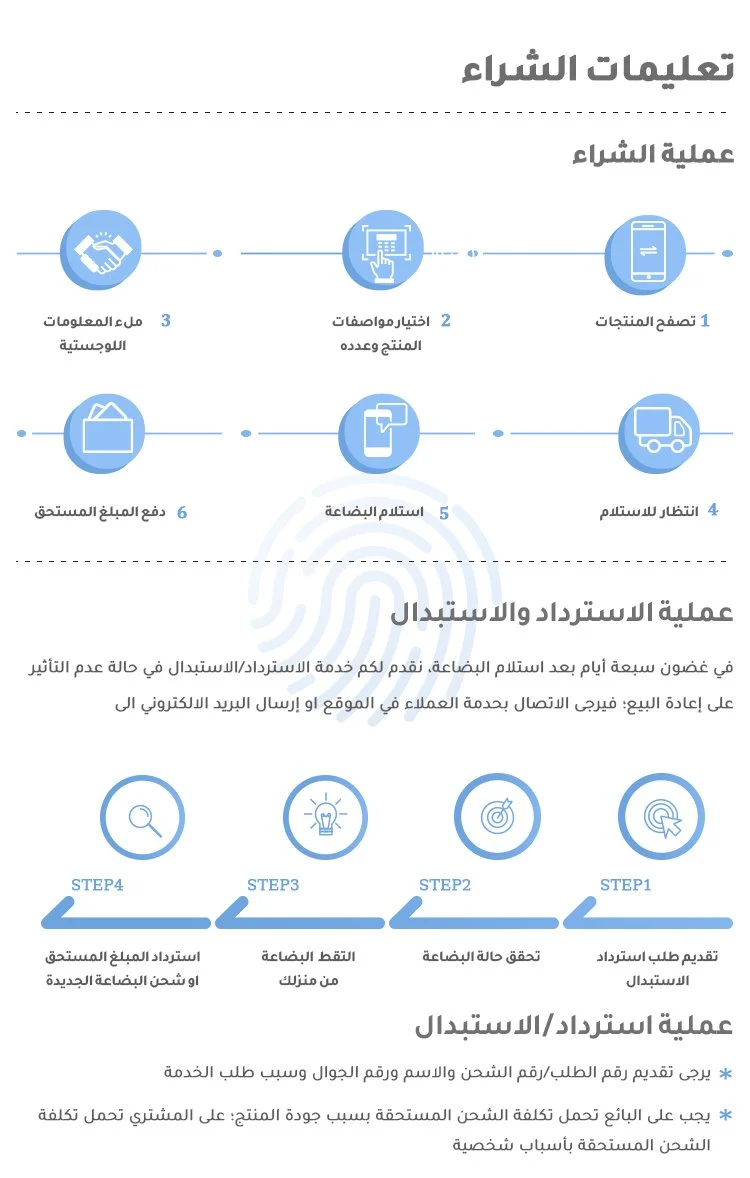 تعليمات الشراء
عملية الشراء
1 تصفح المنتجات
2 اختيار مواصفات
المنتج وعدده
3 ملء المعلومات
اللوجستية
4 انتظار للاستلام
5 استلام البضاعة
6 دفع المبلغ المستحق
عملية الاسترداد والاستبدال
في غضون سبعة أيام بعد استلام البضاعة، نقدم لكم خدمة الاسترداد/الاستبدال في حالة عدم التأثير
على إعادة البيع؛ فيرجى الاتصال بحدمة العملاء في الموقع او إرسال البريد الالكتروني الى
STEP1
تقديم طلب استرداد
الاستبدال
STEP2
تحقق حالة البضاعة
STEP3
التقط البضاعة
من منزلك
STEP4
استرداد المبلغ المستحق
او شحن البضاعة الجديدة
عملية استرداد/الاستبدال
* يرجى تقديم رقم الطلب/رقم الشحن والاسم ورقم الجوال وسبب طلب الخدمة
* يجب على البائع تحمل تكلفة الشحن المستحقة بسبب جودة المنتج؛ على المشتري تحمل تكلفة
الشحن المستحقة بأسباب شخصية